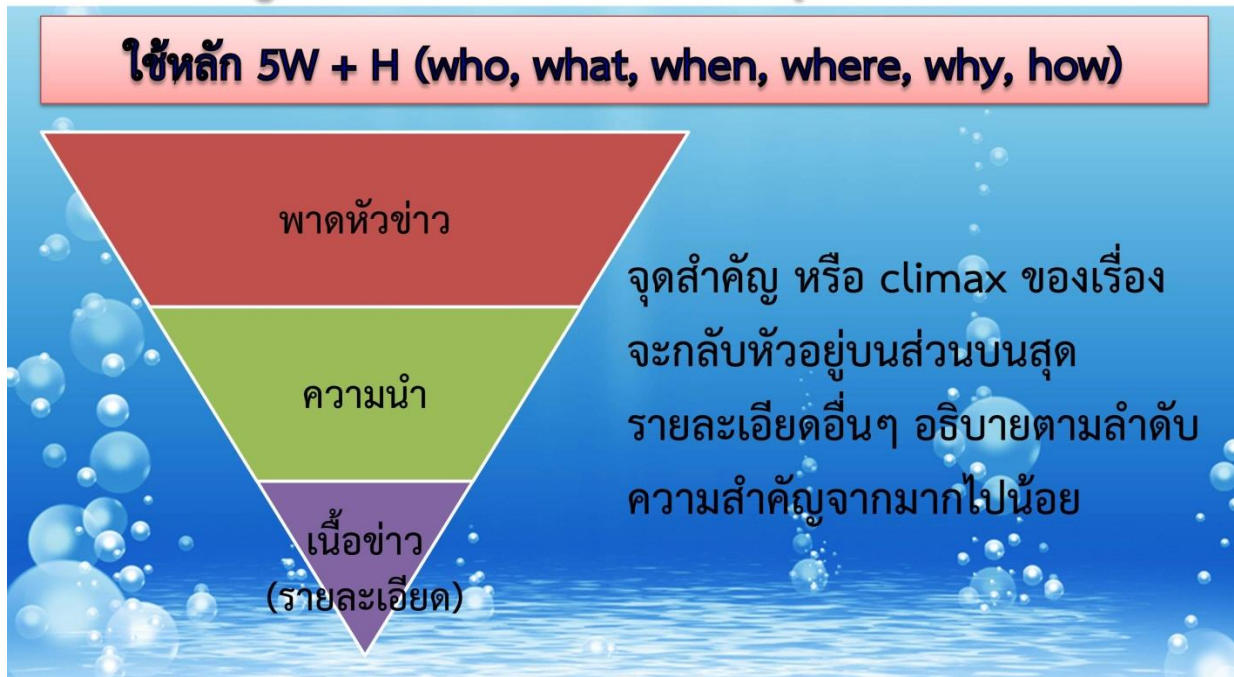 ใช้หลัก 5W + H (who, what, when, where, why, how)
พาดหัวข่าว
ความนำ
เนื้อข่าว
(รายละเอียด)
จุดสำคัญ หรือ climax ของเรื่อง
จะกลับหัวอยู่บนส่วนบนสุด
รายละเอียดอื่นๆ อธิบายตามลำดับ
ความสำคัญจากมากไปน้อย